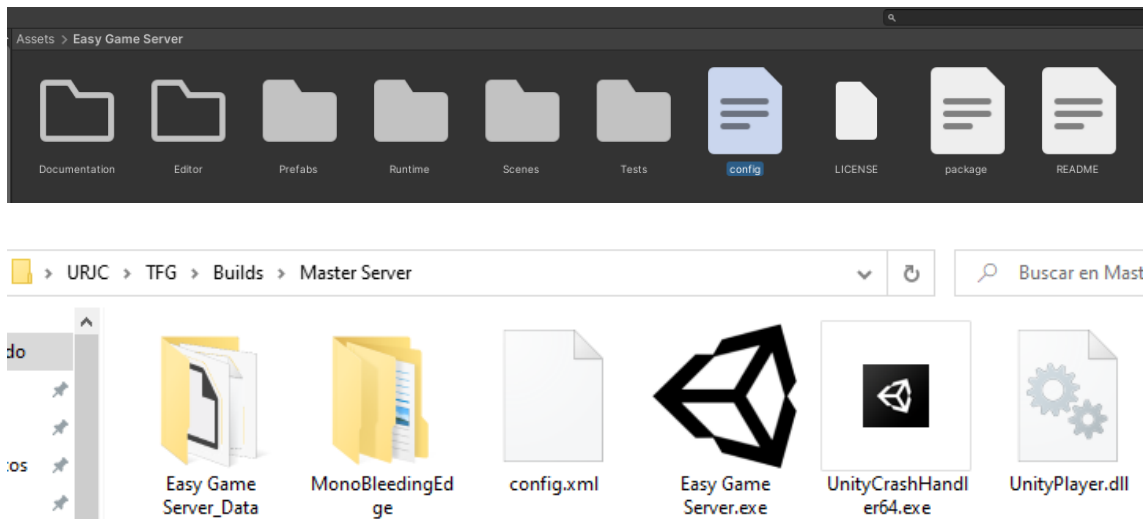 Assets > Easy Game Server
Documentation Editor Prefabs Runtime Scenes Tests config LICENSE package README
> URJC > TFG > Builds > Master Server
Buscar en Mast
do
tos
Easy Game MonoBleedingEd config.xml Easy Game UnityCrashHandl UnityPlayer.dll
Server_Data ge Server.exe er64.exe